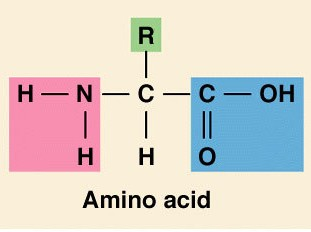 R
H — N — C — C — OH
H H O
Amino acid